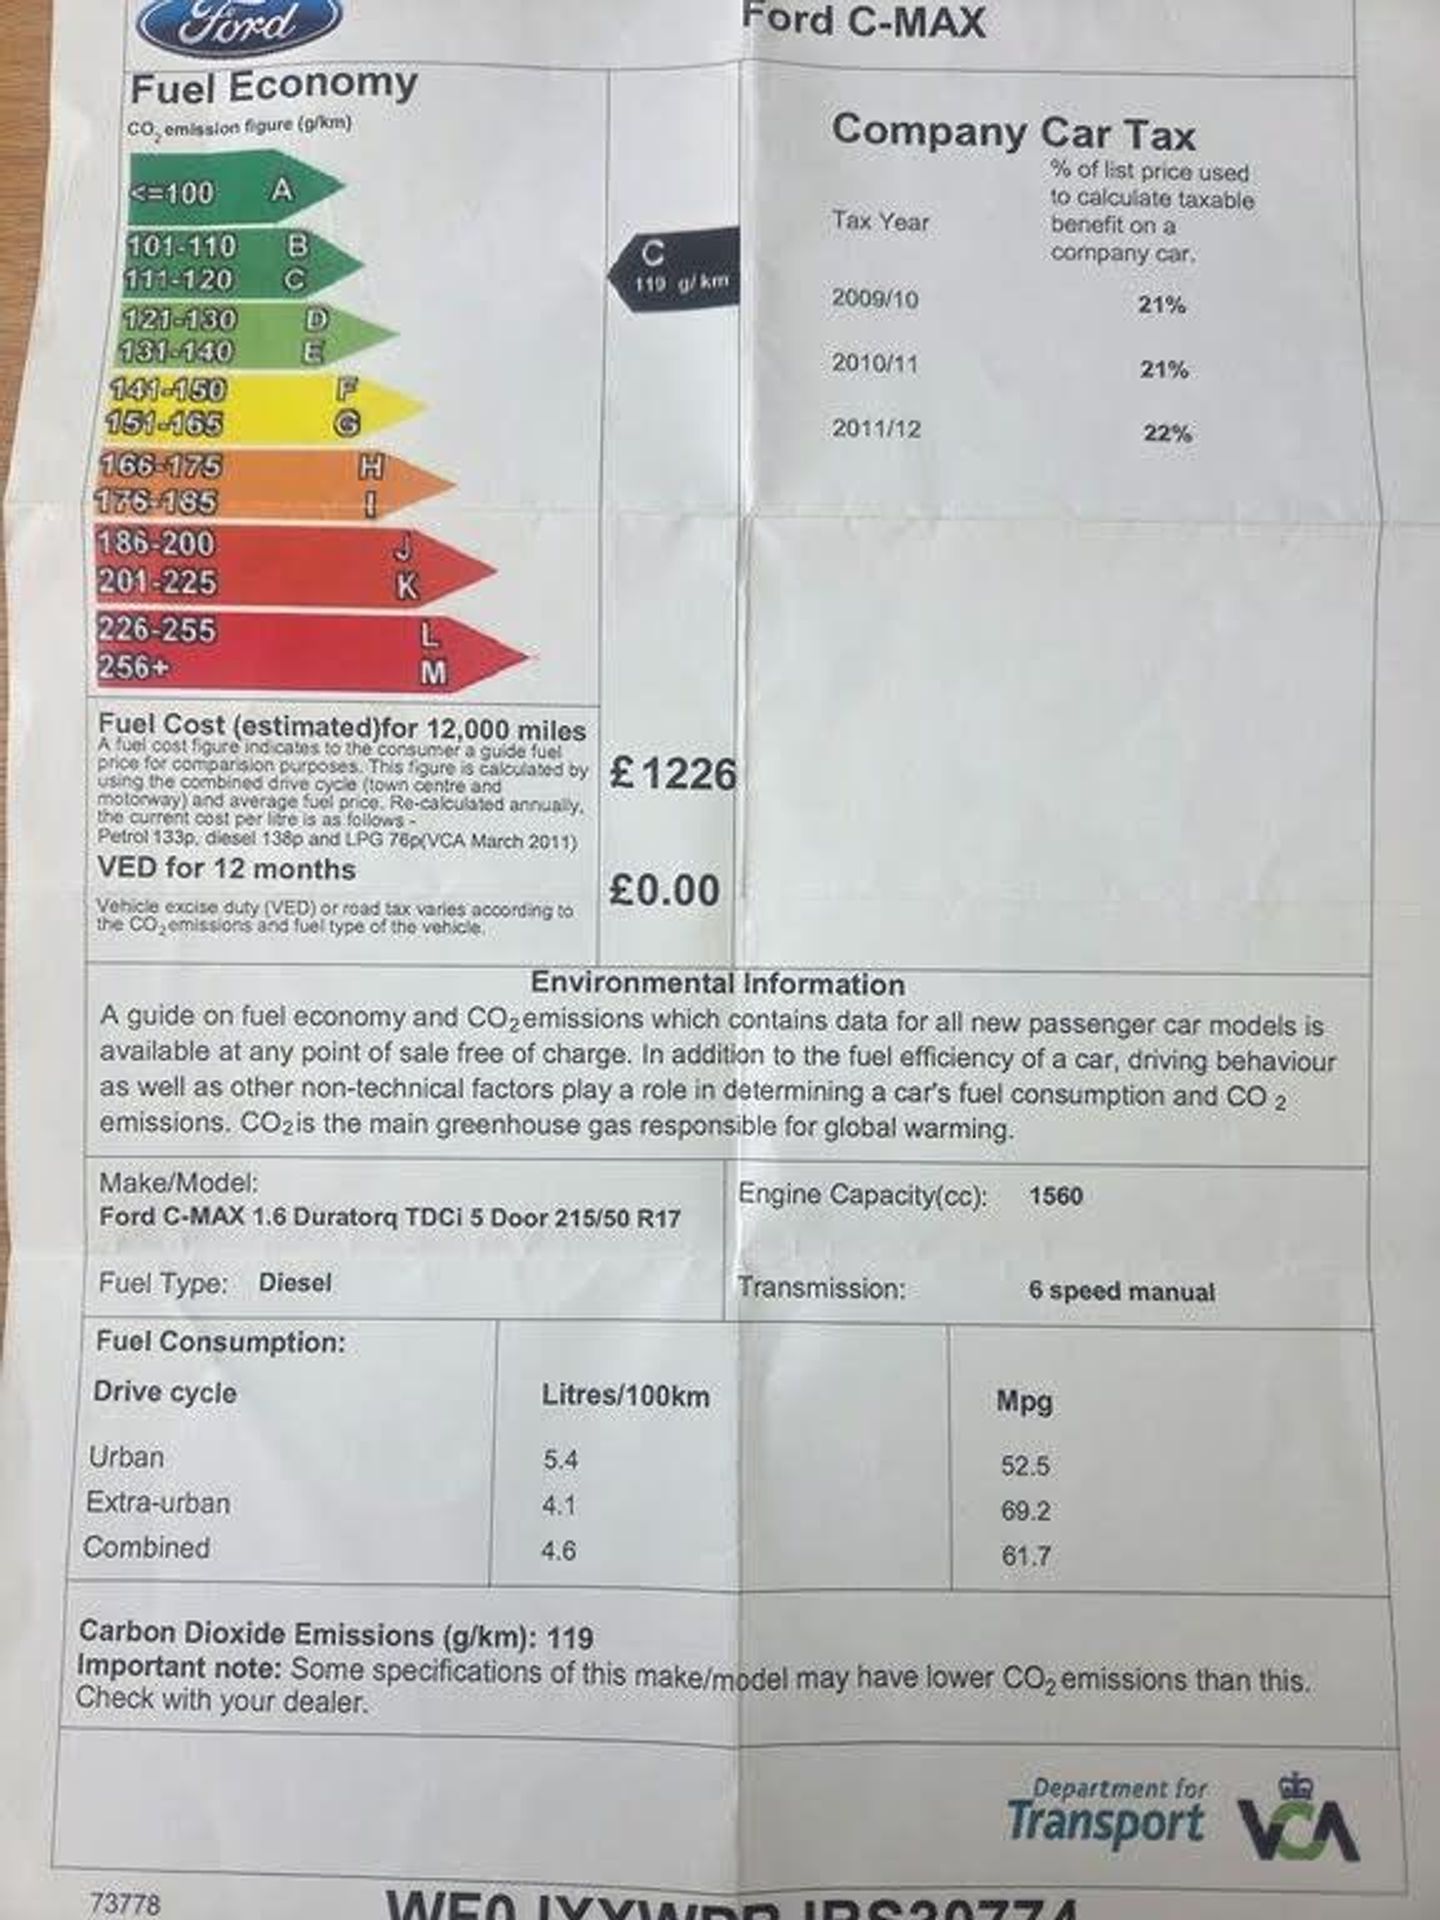 Ford
Ford C-MAX
Fuel Economy
CO2 emission figure (g/km)
<=100 A
101-110 B
111-120 C
121-130 D
131-140 E
141-150 F
151-165 G
166-175 H
176-185 I
186-200 J
201-225 K
226-255 L
256+ M
C
119 g/km
Company Car Tax
Tax Year
% of list price used
to calculate taxable
benefit on a
company car.
2009/10 21%
2010/11 21%
2011/12 22%
Fuel Cost (estimated)for 12,000 miles
A fuel cost figure indicates to the consumer a guide fuel
price for comparision purposes. This figure is calculated by
using the combined drive cycle (town centre and
motorway) and average fuel price. Re-calculated annually,
the current cost per litre is as follows -
Petrol 133p, diesel 138p and LPG 76p(VCA March 2011)
£1226
VED for 12 months
£0.00
Vehicle excise duty (VED) or road tax varies according to
the CO2 emissions and fuel type of the vehicle.
Environmental Information
A guide on fuel economy and CO2 emissions which contains data for all new passenger car models is
available at any point of sale free of charge. In addition to the fuel efficiency of a car, driving behaviour
as well as other non-technical factors play a role in determining a car's fuel consumption and CO 2
emissions. CO2 is the main greenhouse gas responsible for global warming.
Make/Model:
Ford C-MAX 1.6 Duratorq TDCi 5 Door 215/50 R17
Engine Capacity(cc): 1560
Fuel Type: Diesel
Transmission: 6 speed manual
Fuel Consumption:
Drive cycle Litres/100km Mpg
Urban 5.4 52.5
Extra-urban 4.1 69.2
Combined 4.6 61.7
Carbon Dioxide Emissions (g/km): 119
Important note: Some specifications of this make/model may have lower CO2 emissions than this.
Check with your dealer.
Department for
Transport
VCA
73778